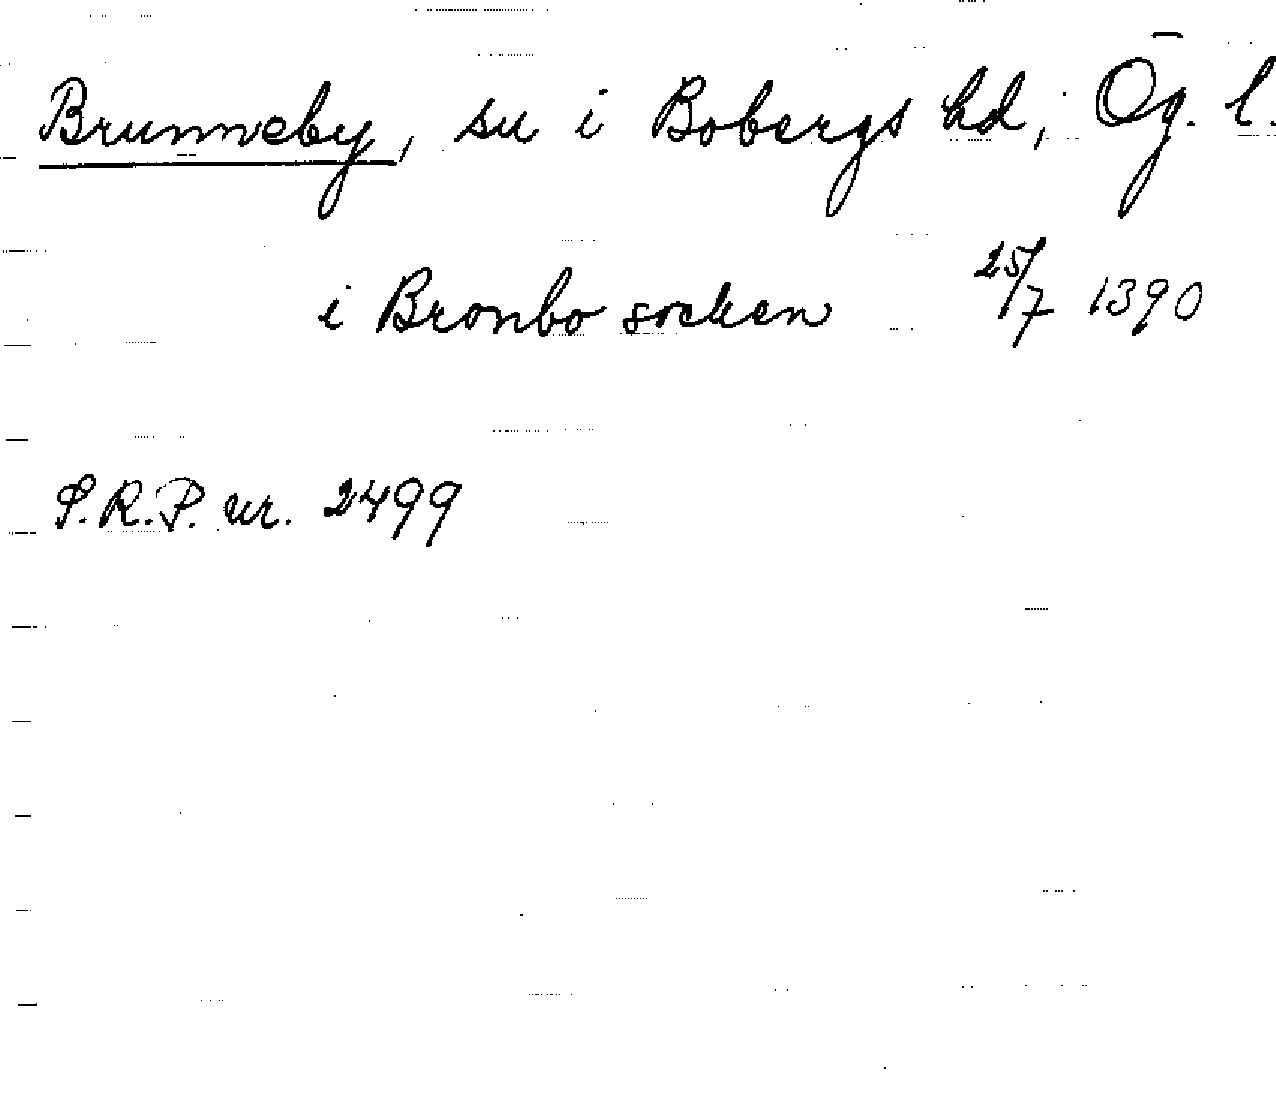 Brunneby, sn i Bobergs hd, Ög. l.
i Bronbo socken 25/7 1390
S.R.P. nr. 2499